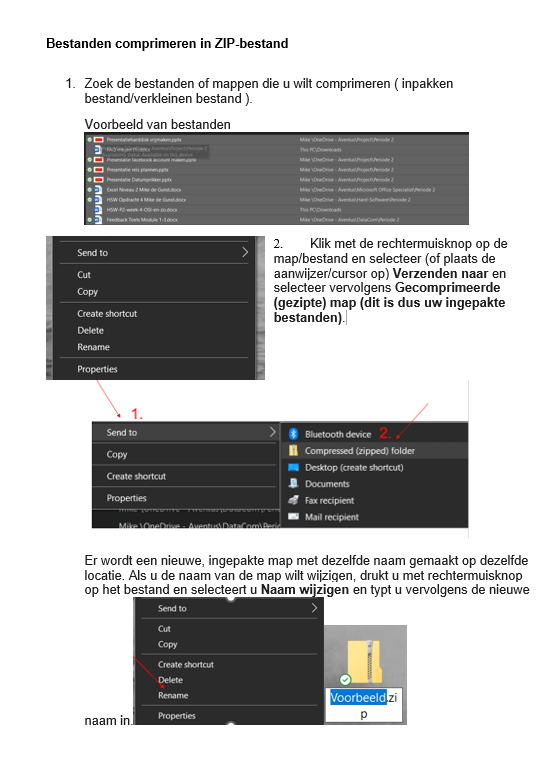 Bestanden comprimeren in ZIP-bestand
1. Zoek de bestanden of mappen die u wilt comprimeren ( inpakken
bestand/verkleinen bestand ).
Voorbeeld van bestanden
Presentatiehandisk vrijmaken.pptx Mike \OneDrive - Aventus\Project\Periode 2
This PC\Downloads
Presentatie facebook account maken.pptx Mike \OneDrive - Aventus\Project\Periode 2
Presentatie reis plannen.pptx Mike \OneDrive - Aventus\Project\Periode 2
Presentatie Datumprikker.pptx Mike \OneDrive - Aventus\Project\Periode 2
Excel Niveau 2 Mike de Gunst.docx Mike \OneDrive - Aventus\Microsoft Office Specialist\Periode 2
HSW Opdracht 4 Mike de Gunst.docx Mike \OneDrive - Aventus\Hard-Software\Periode 2
HSW-P2-week-4-OSI-en-zo.docx This PC\Downloads
Feedback Tools Module 1-3.docx Mike \OneDrive - Aventus\DataCom\Periode 2
Send to
Cut
Copy
Create shortcut
Delete
Rename
Properties
2. Klik met de rechtermuisknop op de
map/bestand en selecteer (of plaats de
aanwijzer/cursor op) Verzenden naar en
selecteer vervolgens Gecomprimeerde
(gezipte) map (dit is dus uw ingepakte
bestanden).
1.
Send to
Copy
Create shortcut
Properties
Mike \OneDrive - Aventus\DataCom\Peri
Bluetooth device 2.
Compressed (zipped) folder
Desktop (create shortcut)
Documents
Fax recipient
Mail recipient
Er wordt een nieuwe, ingepakte map met dezelfde naam gemaakt op dezelfde
locatie. Als u de naam van de map wilt wijzigen, drukt u met rechtermuisknop
op het bestand en selecteert u Naam wijzigen en typt u vervolgens de nieuwe
naam in.
Send to
Cut
Copy
Create shortcut
Delete
Rename
Properties
Voorbeeld.zi
p